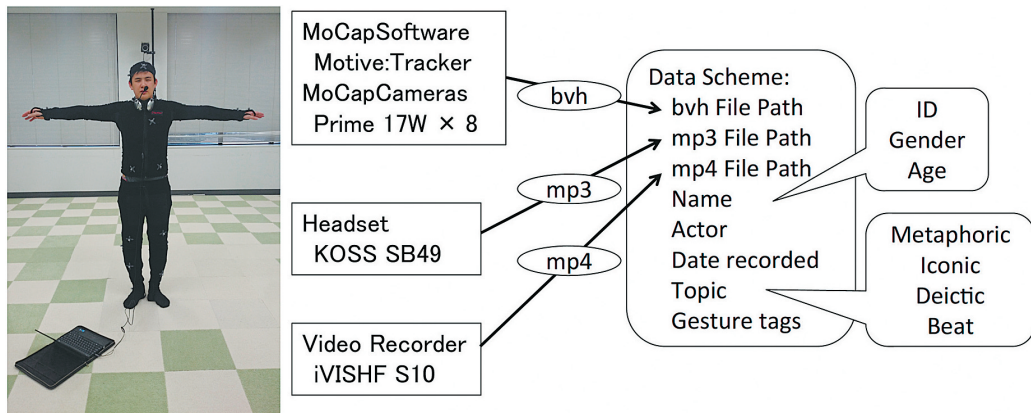 MoCapSoftware
Motive:Tracker
MoCapCameras
Prime 17W × 8
bvh
Headset
KOSS SB49
mp3
Video Recorder
iVISHF S10
mp4
Data Scheme:
bvh File Path
mp3 File Path
mp4 File Path
Name
Actor
Date recorded
Topic
Gesture tags
ID
Gender
Age
Metaphoric
Iconic
Deictic
Beat